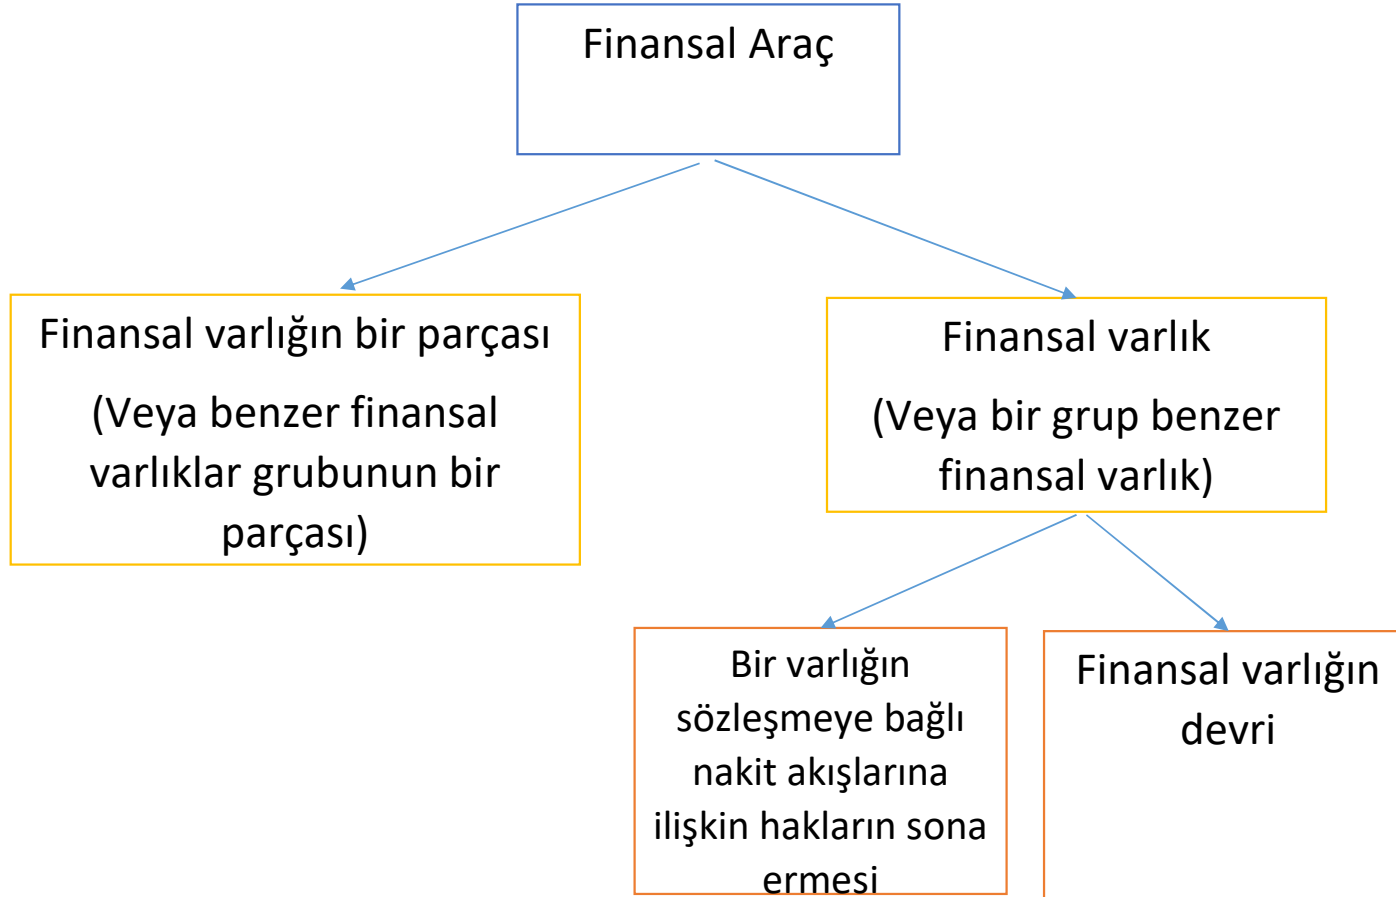 Finansal Araç
Finansal varlığın bir parçası
(Veya benzer finansal
varlıklar grubunun bir
parçası)
Finansal varlık
(Veya bir grup benzer
finansal varlık)
Bir varlığın
sözleşmeye bağlı
nakit akışlarına
ilişkin hakların sona
ermesi
Finansal varlığın
devri